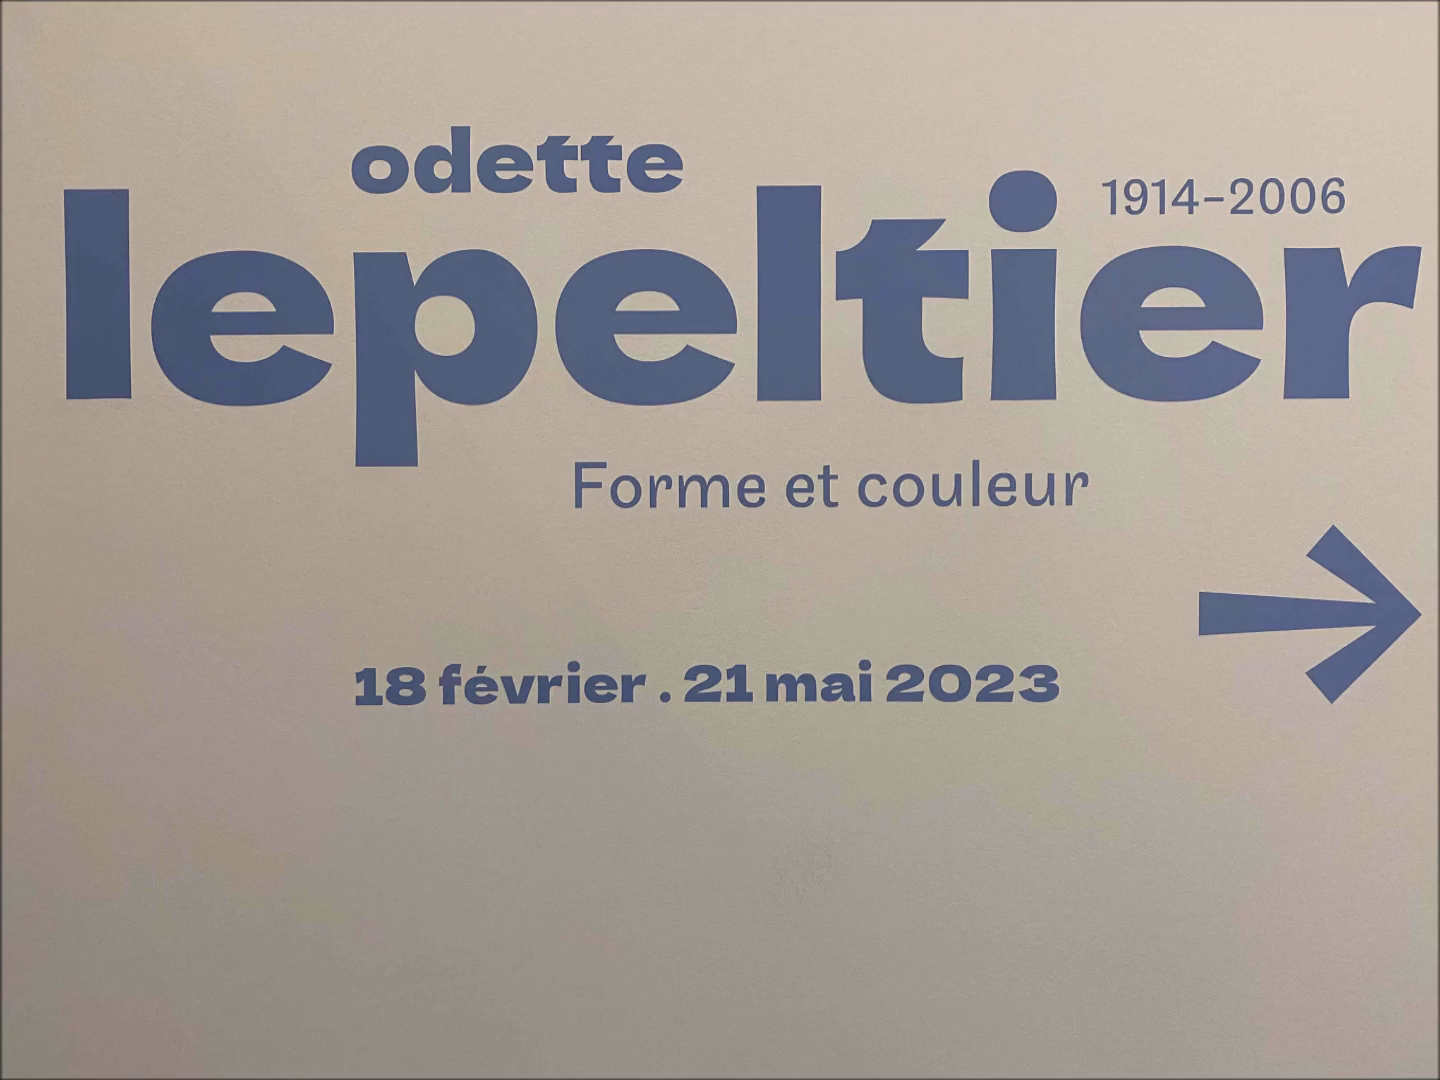 odette
lepeltier
1914-2006
Forme et couleur
18 février . 21 mai 2023